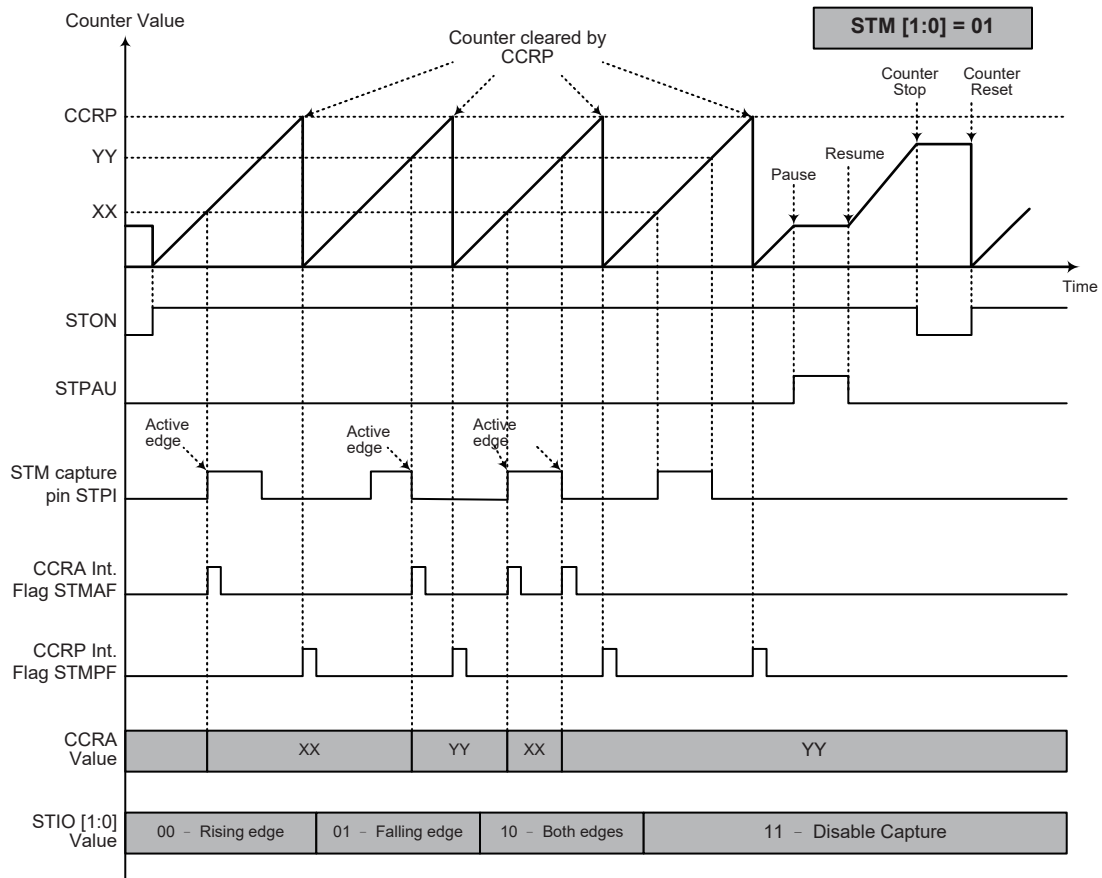 Counter Value
STM [1:0] = 01
Counter cleared by
CCRP
Counter
Stop
Counter
Reset
CCRP
YY
XX
Pause
Resume
Time
STON
STPAU
Active
edge
Active
edge
Active
edge
STM capture
pin STPI
CCRA Int.
Flag STMAF
CCRP Int.
Flag STMPF
CCRA
Value
XX
YY
XX
YY
STIO [1:0]
Value
00 – Rising edge
01 – Falling edge
10 – Both edges
11 – Disable Capture